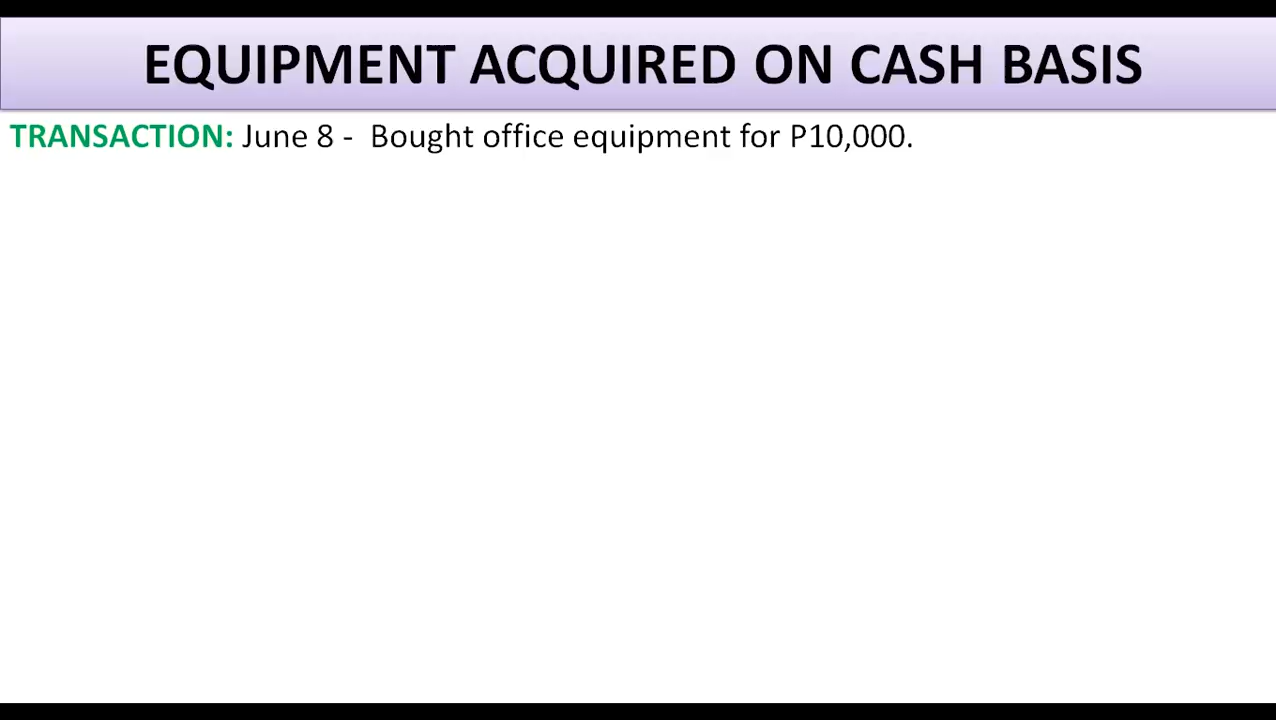 EQUIPMENT ACQUIRED ON CASH BASIS
TRANSACTION: June 8 -  Bought office equipment for P10,000.